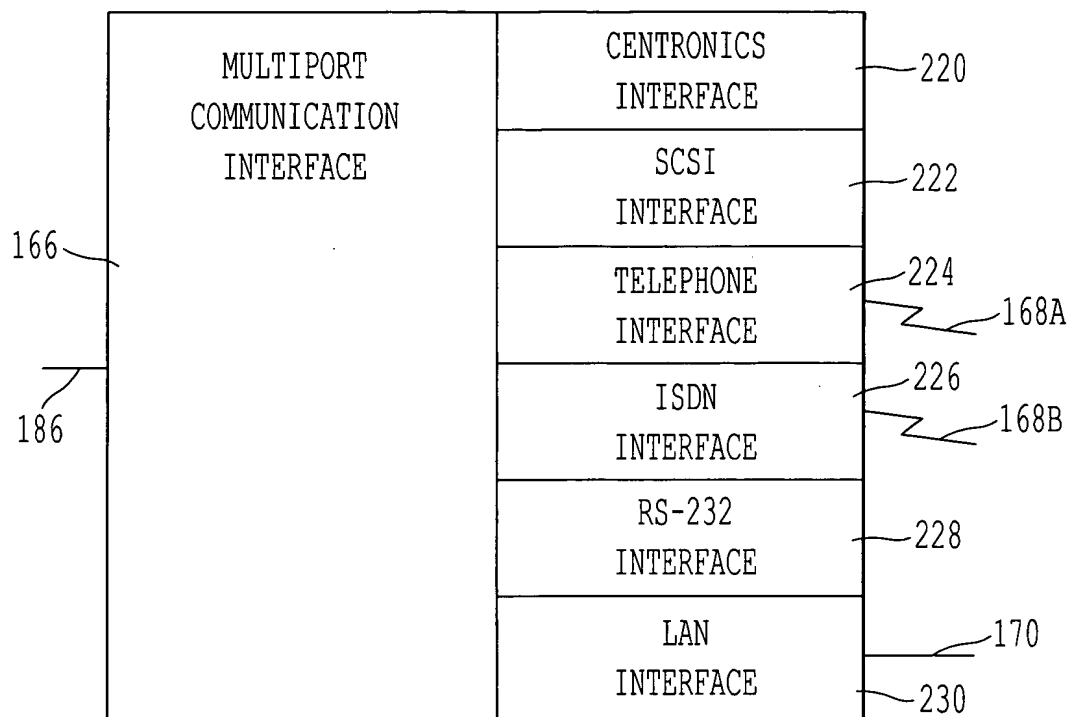 MULTIPORT
COMMUNICATION
INTERFACE
CENTRONICS
INTERFACE
220
SCSI
INTERFACE
222
166
TELEPHONE
INTERFACE
224
168A
186
ISDN
INTERFACE
226
168B
RS-232
INTERFACE
228
LAN
INTERFACE
170
230